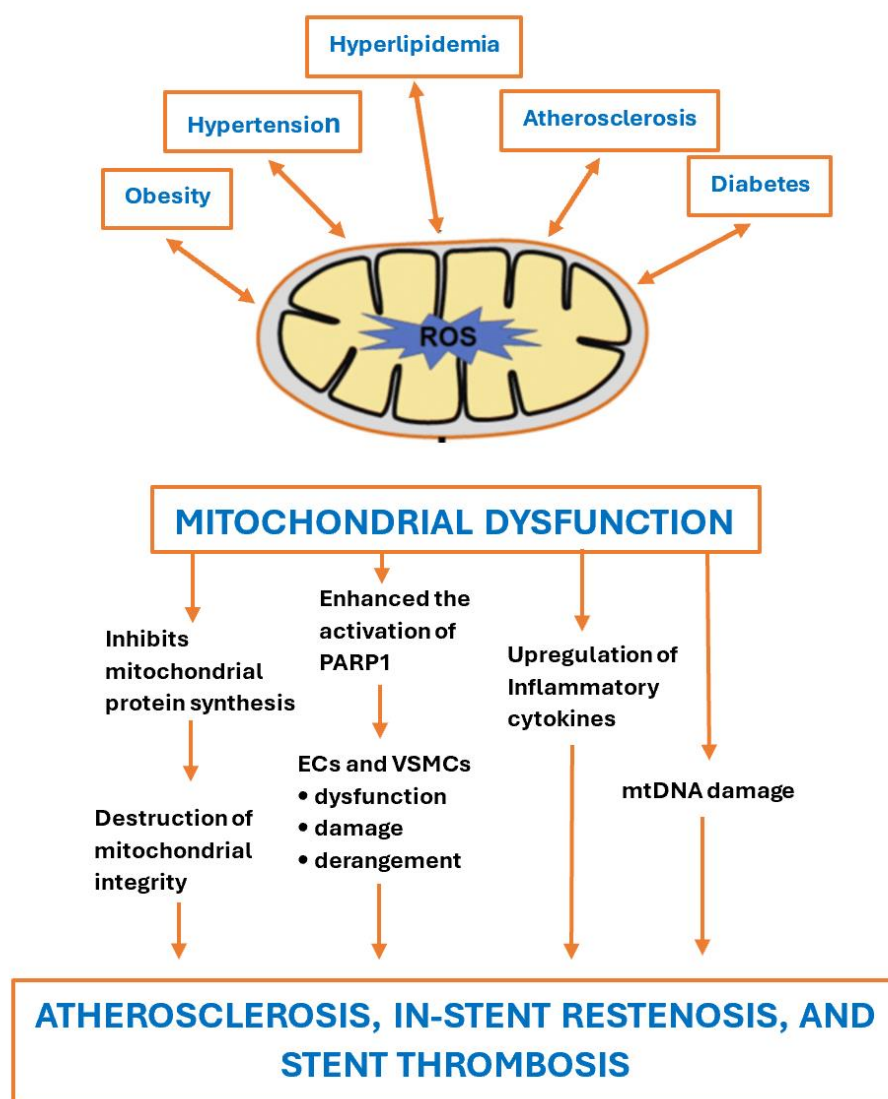 Hyperlipidemia
Hypertension
Atherosclerosis
Obesity
Diabetes
ROS
MITOCHONDRIAL DYSFUNCTION
Inhibits
mitochondrial
protein synthesis
Destruction of
mitochondrial
integrity
Enhanced the
activation of
PARP1
ECs and VSMCs
• dysfunction
• damage
• derangement
Upregulation of
Inflammatory
cytokines
mtDNA damage
ATHEROSCLEROSIS, IN-STENT RESTENOSIS, AND
STENT THROMBOSIS